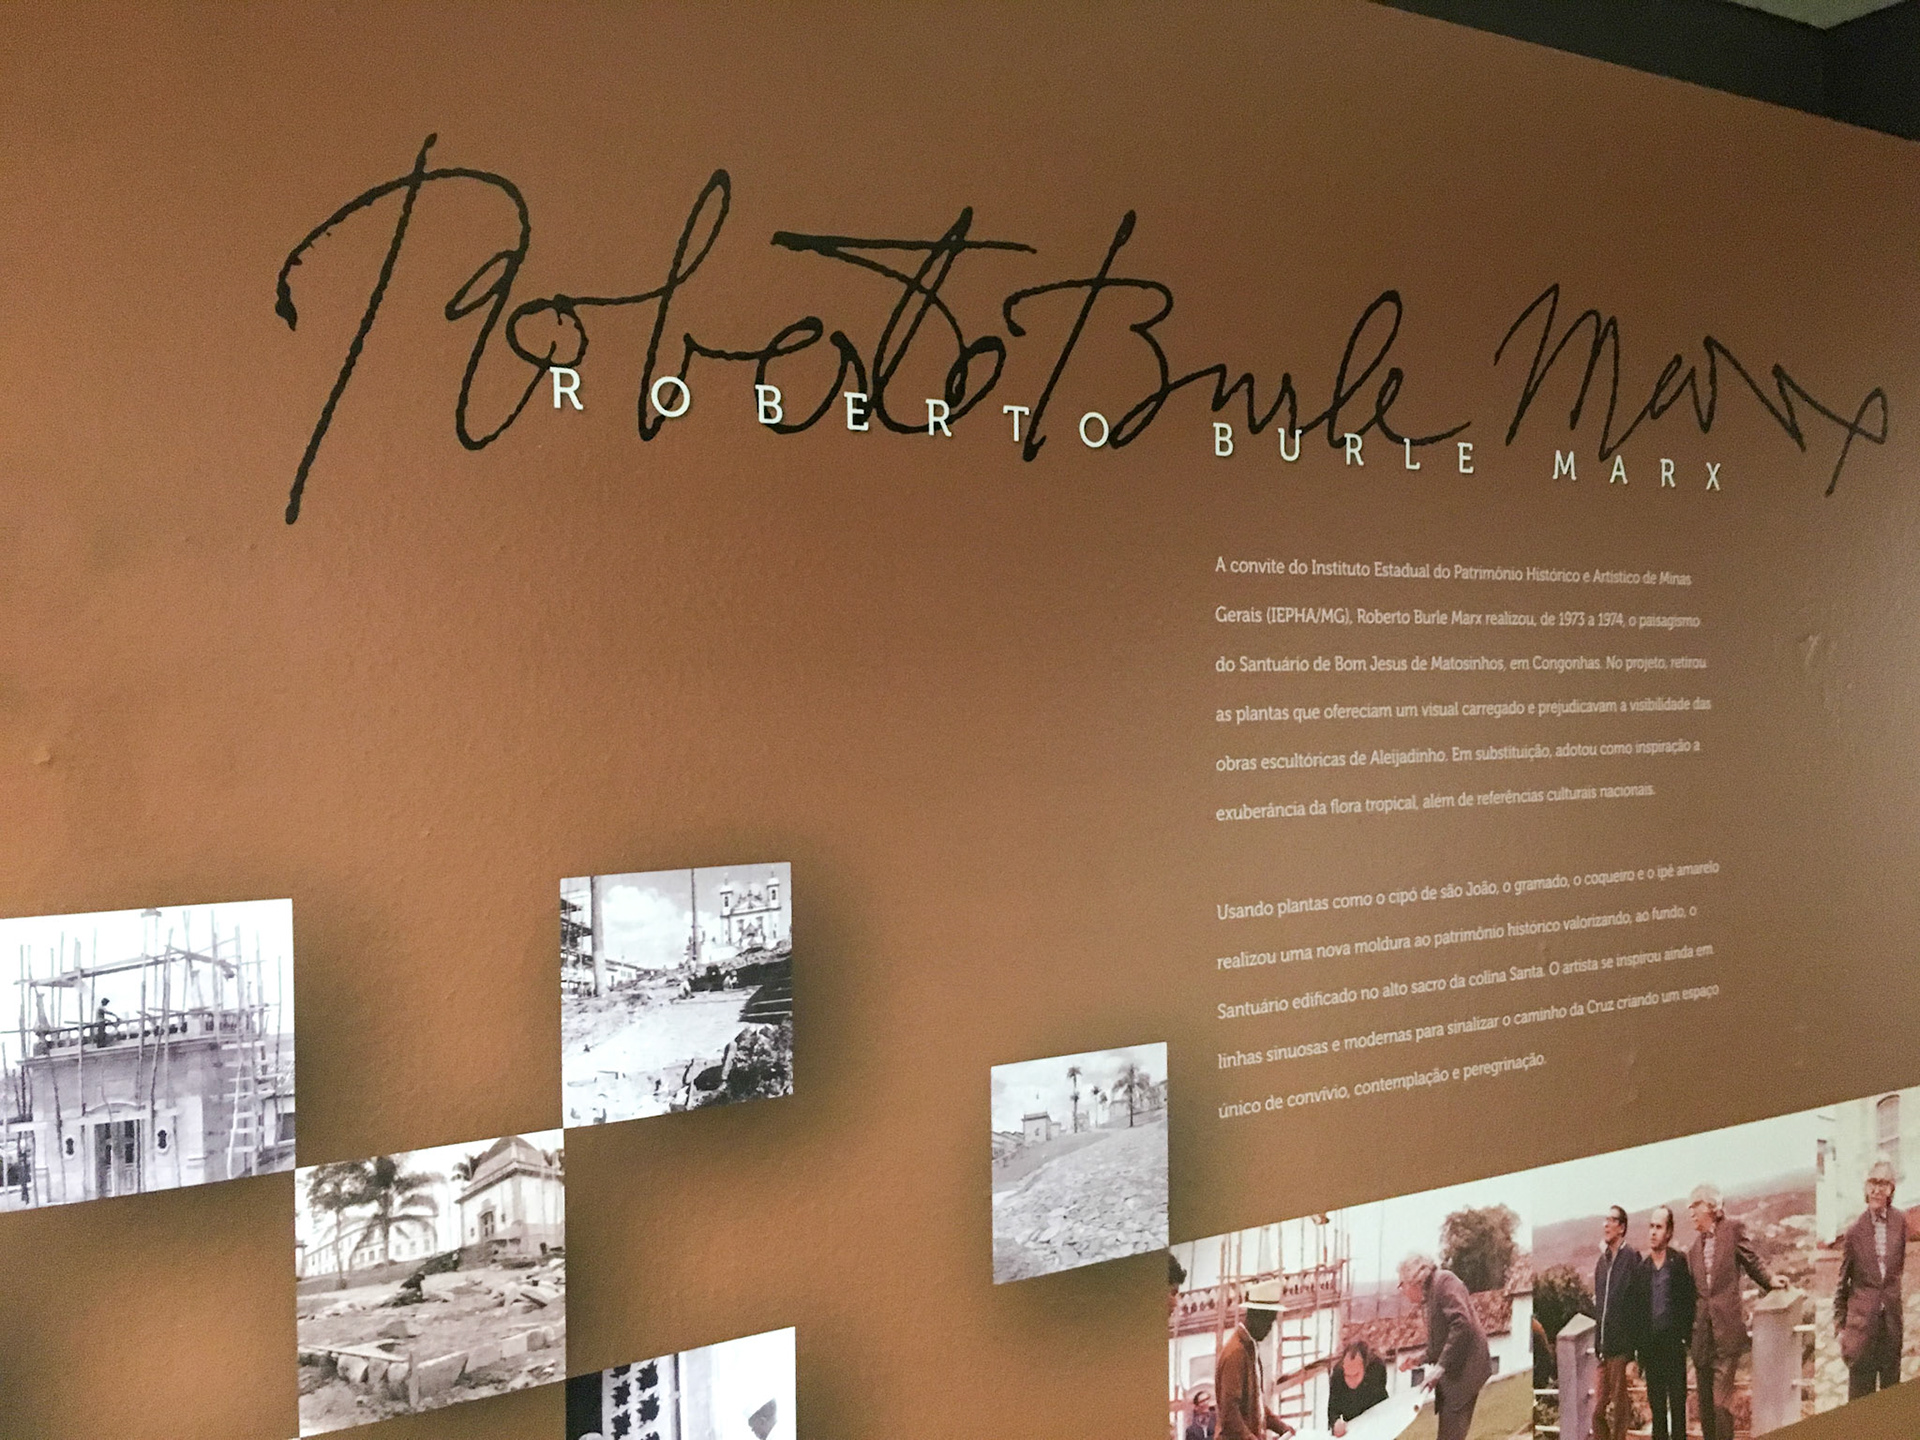 Roberto Burle Marx
ROBERTO BURLE MARX
A convite do Instituto Estadual do Patrimônio Histórico e Artístico de Minas
Gerais (IEPHA/MG), Roberto Burle Marx realizou, de 1973 a 1974, o paisagismo
do Santuário de Bom Jesus de Matosinhos, em Congonhas. No projeto, retirou
as plantas que ofereciam um visual carregado e prejudicavam a visibilidade das
obras escultóricas de Aleijadinho. Em substituição, adotou como inspiração a
exuberância da flora tropical, além de referências culturais nacionais.
Usando plantas como o cipó de são João, o gramado, o coqueiro e o ipê amarelo
realizou uma nova moldura ao patrimônio histórico valorizando, ao fundo, o
Santuário edificado no alto sacro da colina Santa. O artista se inspirou ainda em
linhas sinuosas e modernas para sinalizar o caminho da Cruz criando um espaço
único de convívio, contemplação e peregrinação.